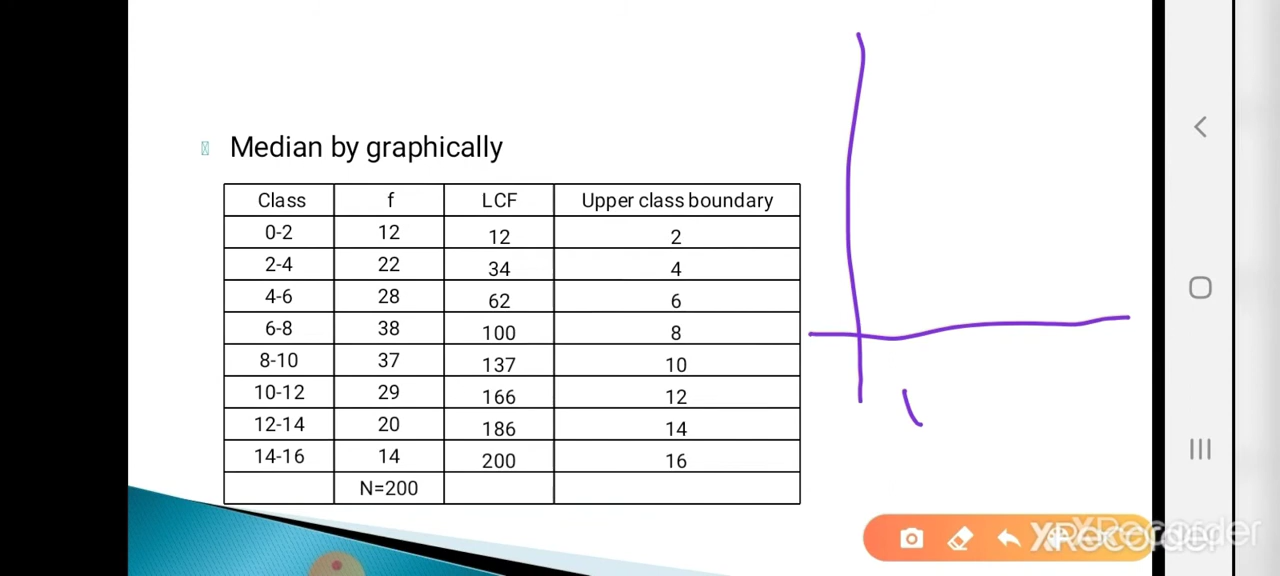 Median by graphically
Class f LCF Upper class boundary
0-2 12 12 2
2-4 22 34 4
4-6 28 62 6
6-8 38 100 8
8-10 37 137 10
10-12 29 166 12
12-14 20 186 14
14-16 14 200 16
N=200
XRecorder